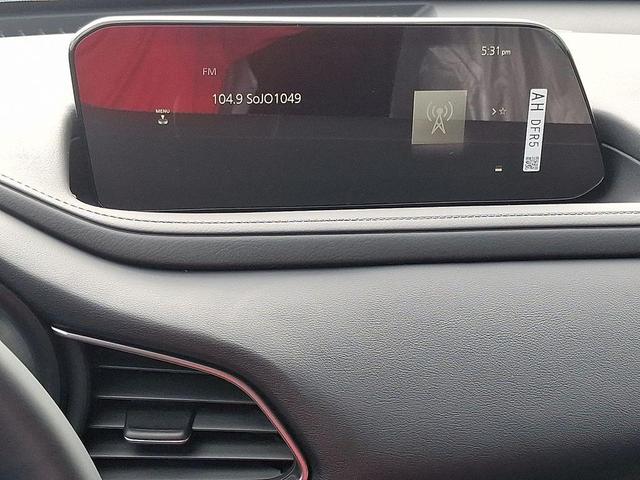 5:31 pm
FM
104.9 SoJO1049
MENU
AH DFR5